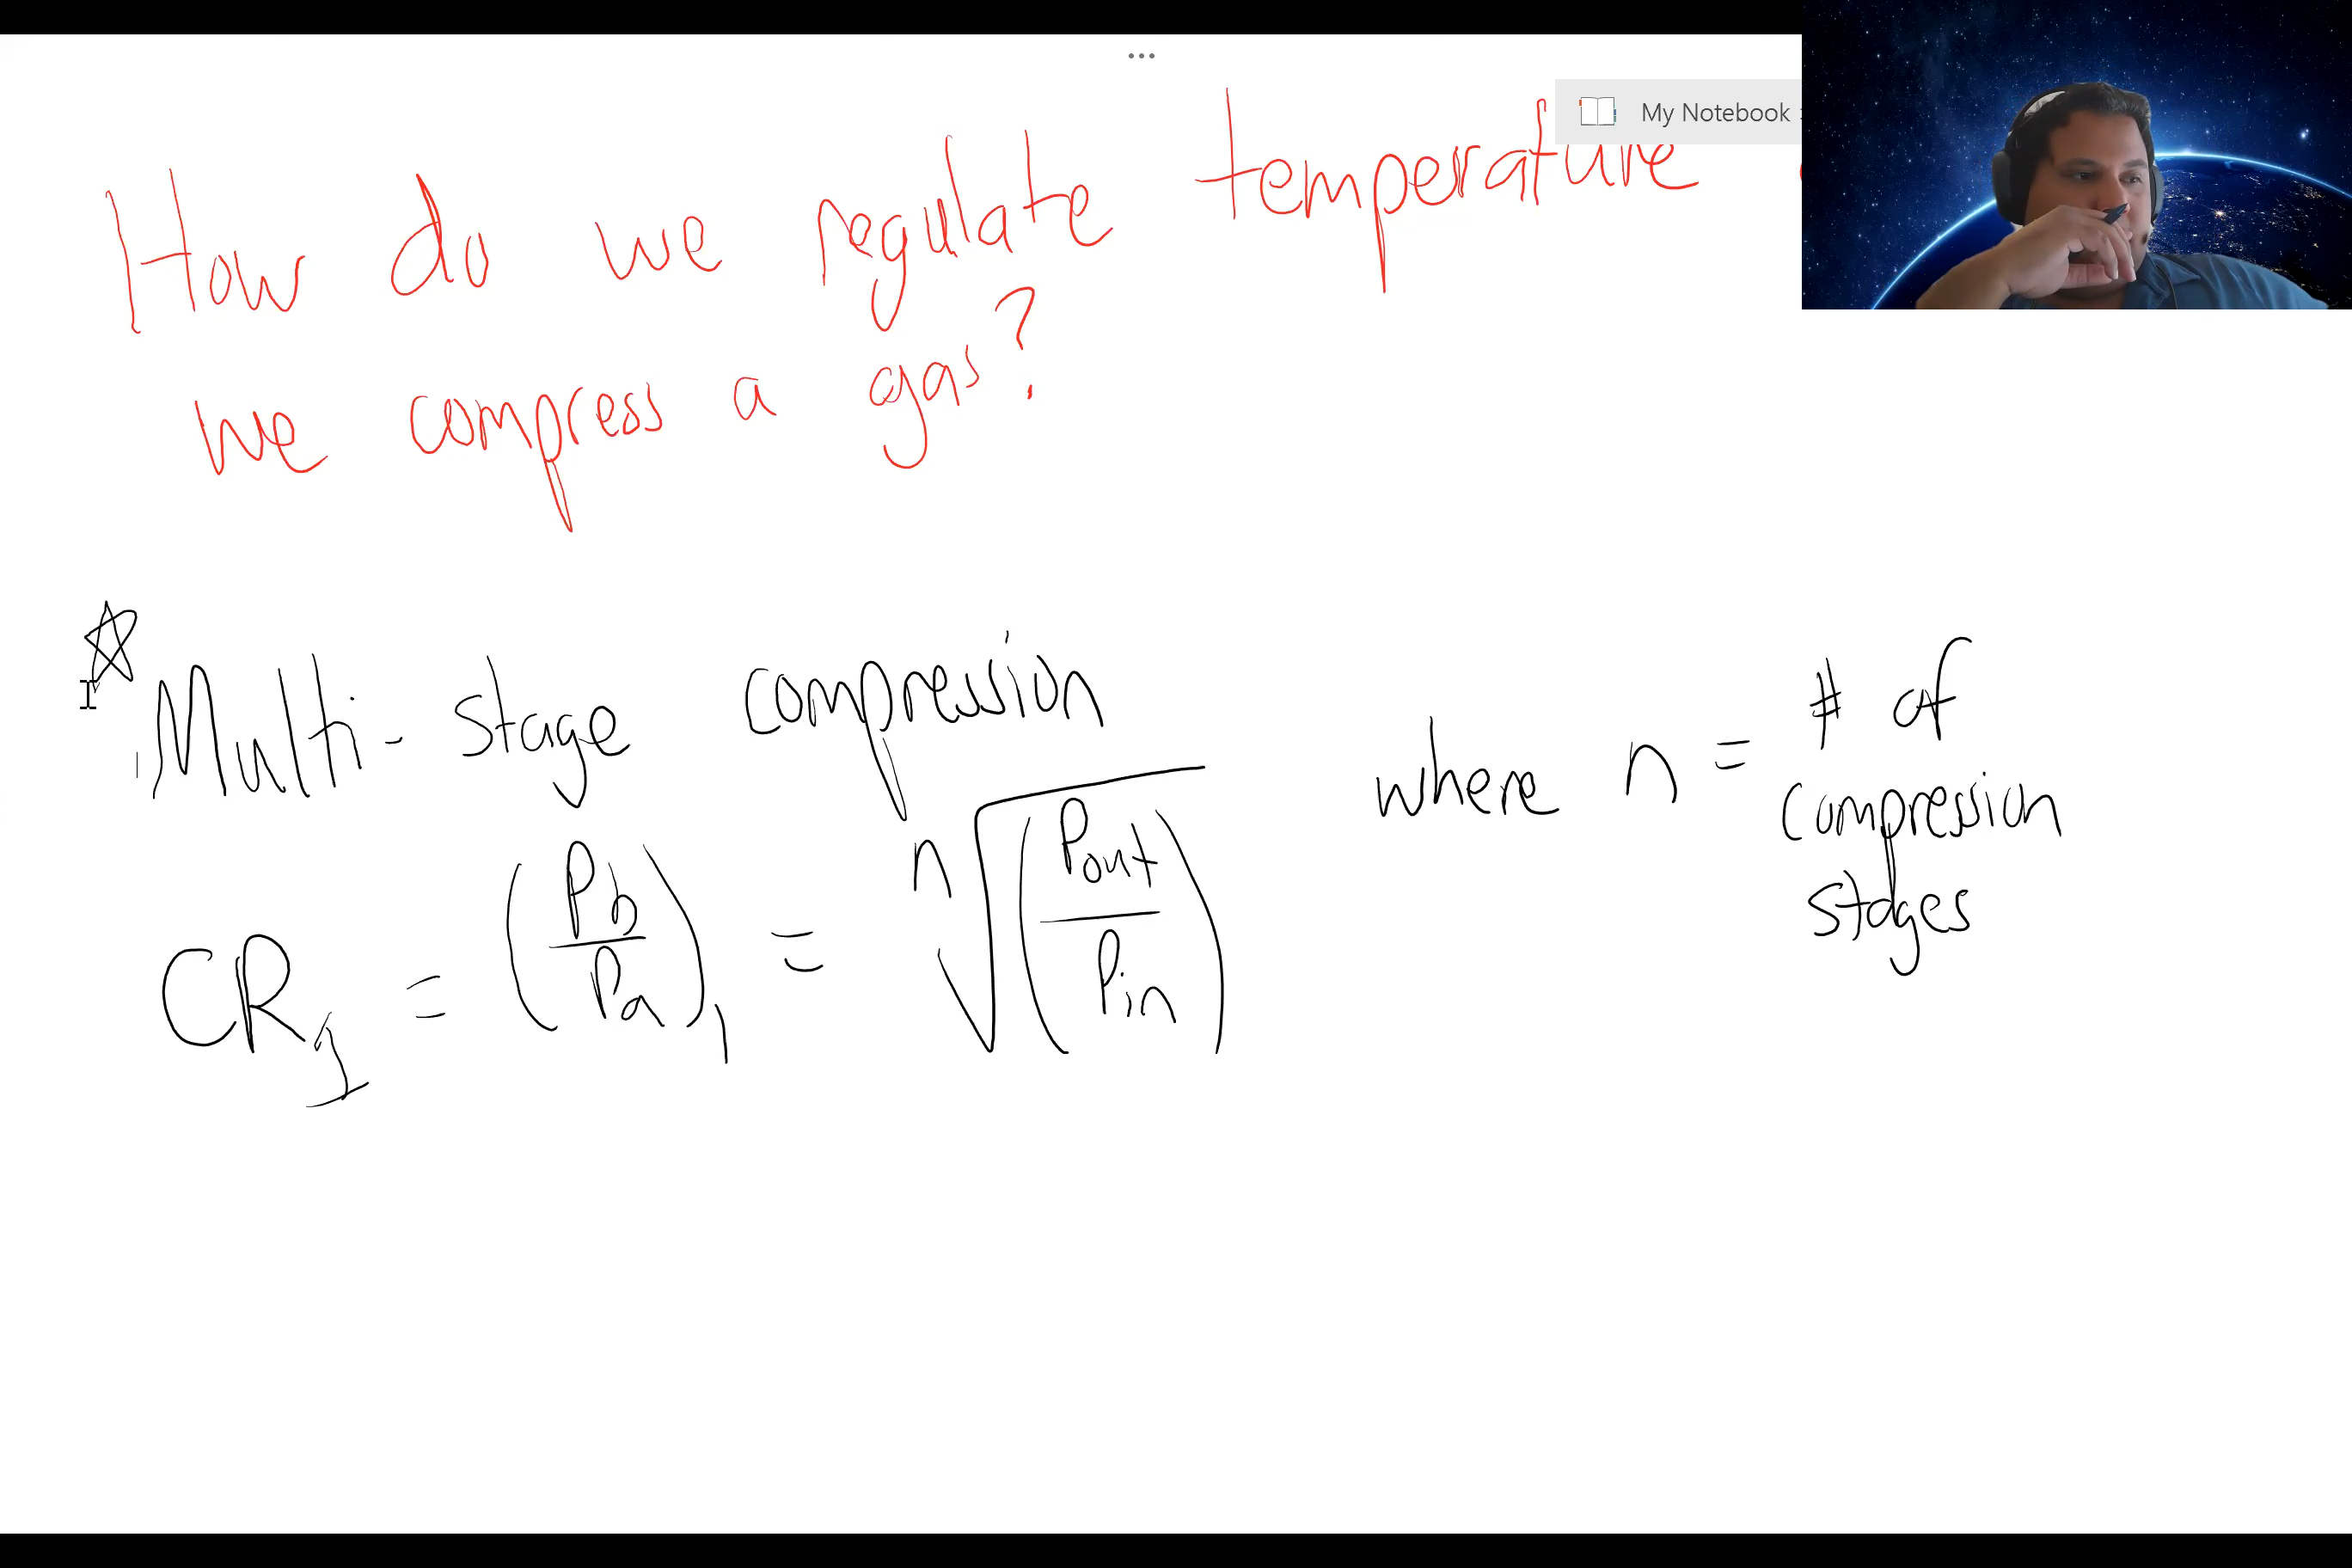 My Notebook
How do we regulate temperature
we compress a gas?
Multi-stage compression
where n = # of
compression
stages
CR₁ = (Pb/Pa)₁ = ⁿ√(Pout/Pin)